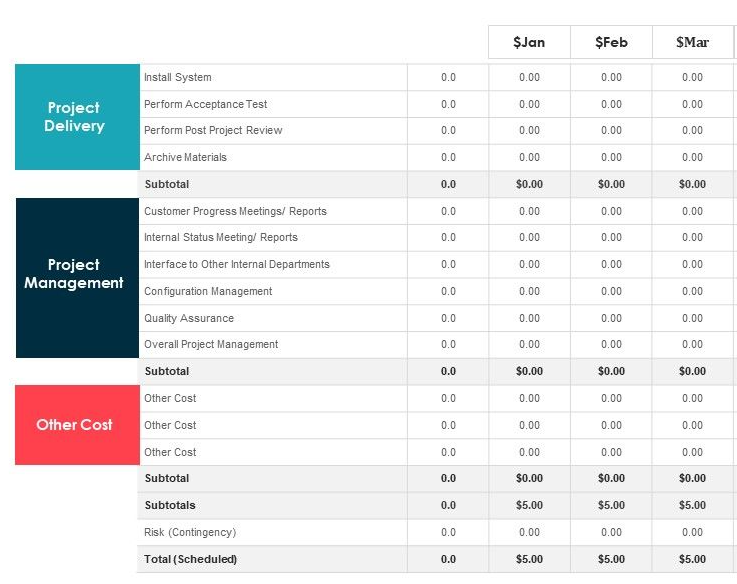 $Jan $Feb $Mar
Project
Delivery
Install System 0.0 0.00 0.00 0.00
Perform Acceptance Test 0.0 0.00 0.00 0.00
Perform Post Project Review 0.0 0.00 0.00 0.00
Archive Materials 0.0 0.00 0.00 0.00
Subtotal 0.0 $0.00 $0.00 $0.00
Project
Management
Customer Progress Meetings/ Reports 0.0 0.00 0.00 0.00
Internal Status Meeting/ Reports 0.0 0.00 0.00 0.00
Interface to Other Internal Departments 0.0 0.00 0.00 0.00
Configuration Management 0.0 0.00 0.00 0.00
Quality Assurance 0.0 0.00 0.00 0.00
Overall Project Management 0.0 0.00 0.00 0.00
Subtotal 0.0 $0.00 $0.00 $0.00
Other Cost
Other Cost 0.0 0.00 0.00 0.00
Other Cost 0.0 0.00 0.00 0.00
Other Cost 0.0 0.00 0.00 0.00
Subtotal 0.0 $0.00 $0.00 $0.00
Subtotals 0.0 $5.00 $5.00 $5.00
Risk (Contingency) 0.0 0.00 0.00 0.00
Total (Scheduled) 0.0 $5.00 $5.00 $5.00